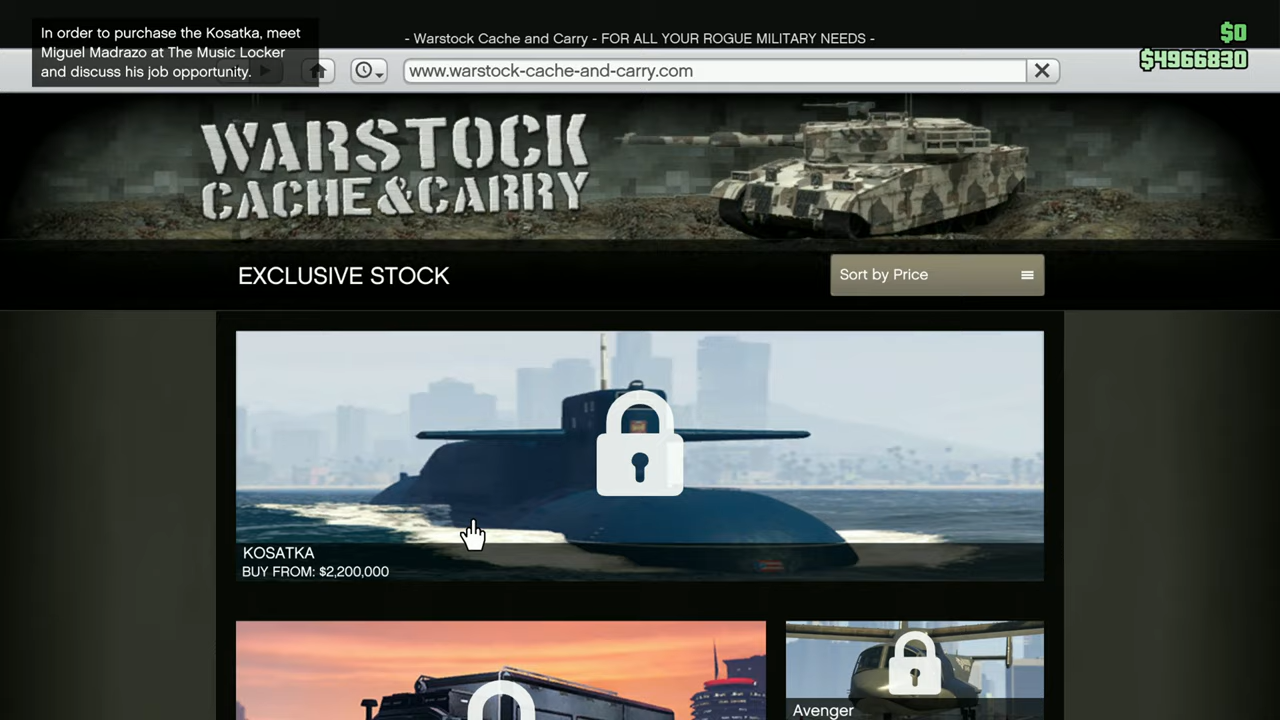 In order to purchase the Kosatka, meet
Miguel Madrazo at The Music Locker
and discuss his job opportunity.
- Warstock Cache and Carry - FOR ALL YOUR ROGUE MILITARY NEEDS -
$0
$4966830
www.warstock-cache-and-carry.com
WARSTOCK
CACHE & CARRY
EXCLUSIVE STOCK
Sort by Price
KOSATKA
BUY FROM: $2,200,000
Avenger